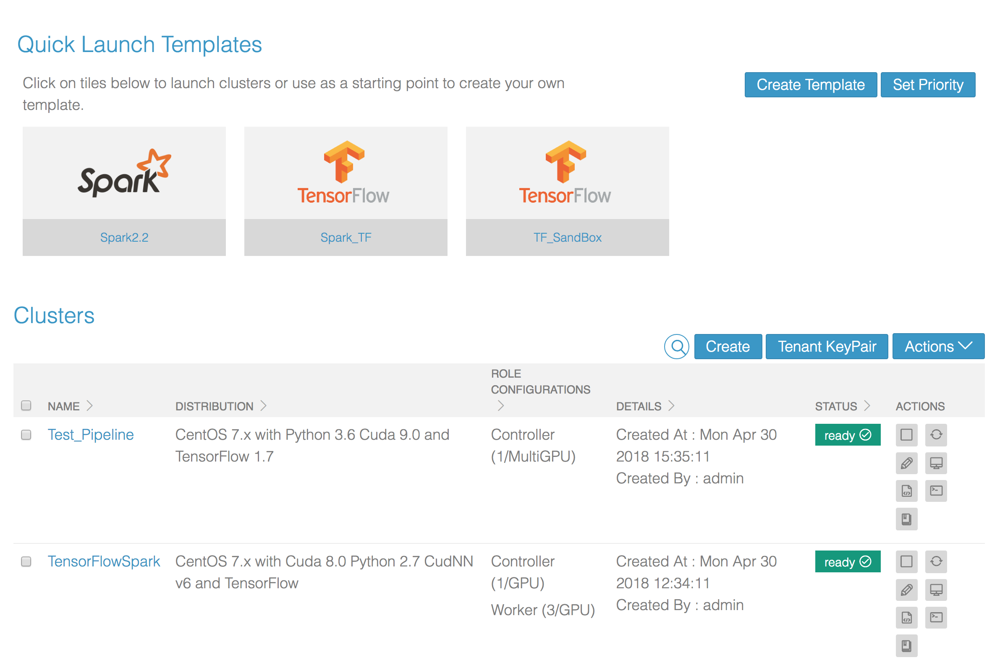 Quick Launch Templates
Click on tiles below to launch clusters or use as a starting point to create your own
template.
Create Template
Set Priority
Spark
TensorFlow
TensorFlow
Spark2.2
Spark_TF
TF_SandBox
Clusters
Create
Tenant KeyPair
Actions
NAME
DISTRIBUTION
ROLE
CONFIGURATIONS
DETAILS
STATUS
ACTIONS
Test_Pipeline
CentOS 7.x with Python 3.6 Cuda 9.0 and
TensorFlow 1.7
Controller
(1/MultiGPU)
Created At : Mon Apr 30
2018 15:35:11
Created By : admin
ready
TensorFlowSpark
CentOS 7.x with Cuda 8.0 Python 2.7 CudNN
v6 and TensorFlow
Controller
(1/GPU)
Worker (3/GPU)
Created At : Mon Apr 30
2018 12:34:11
Created By : admin
ready